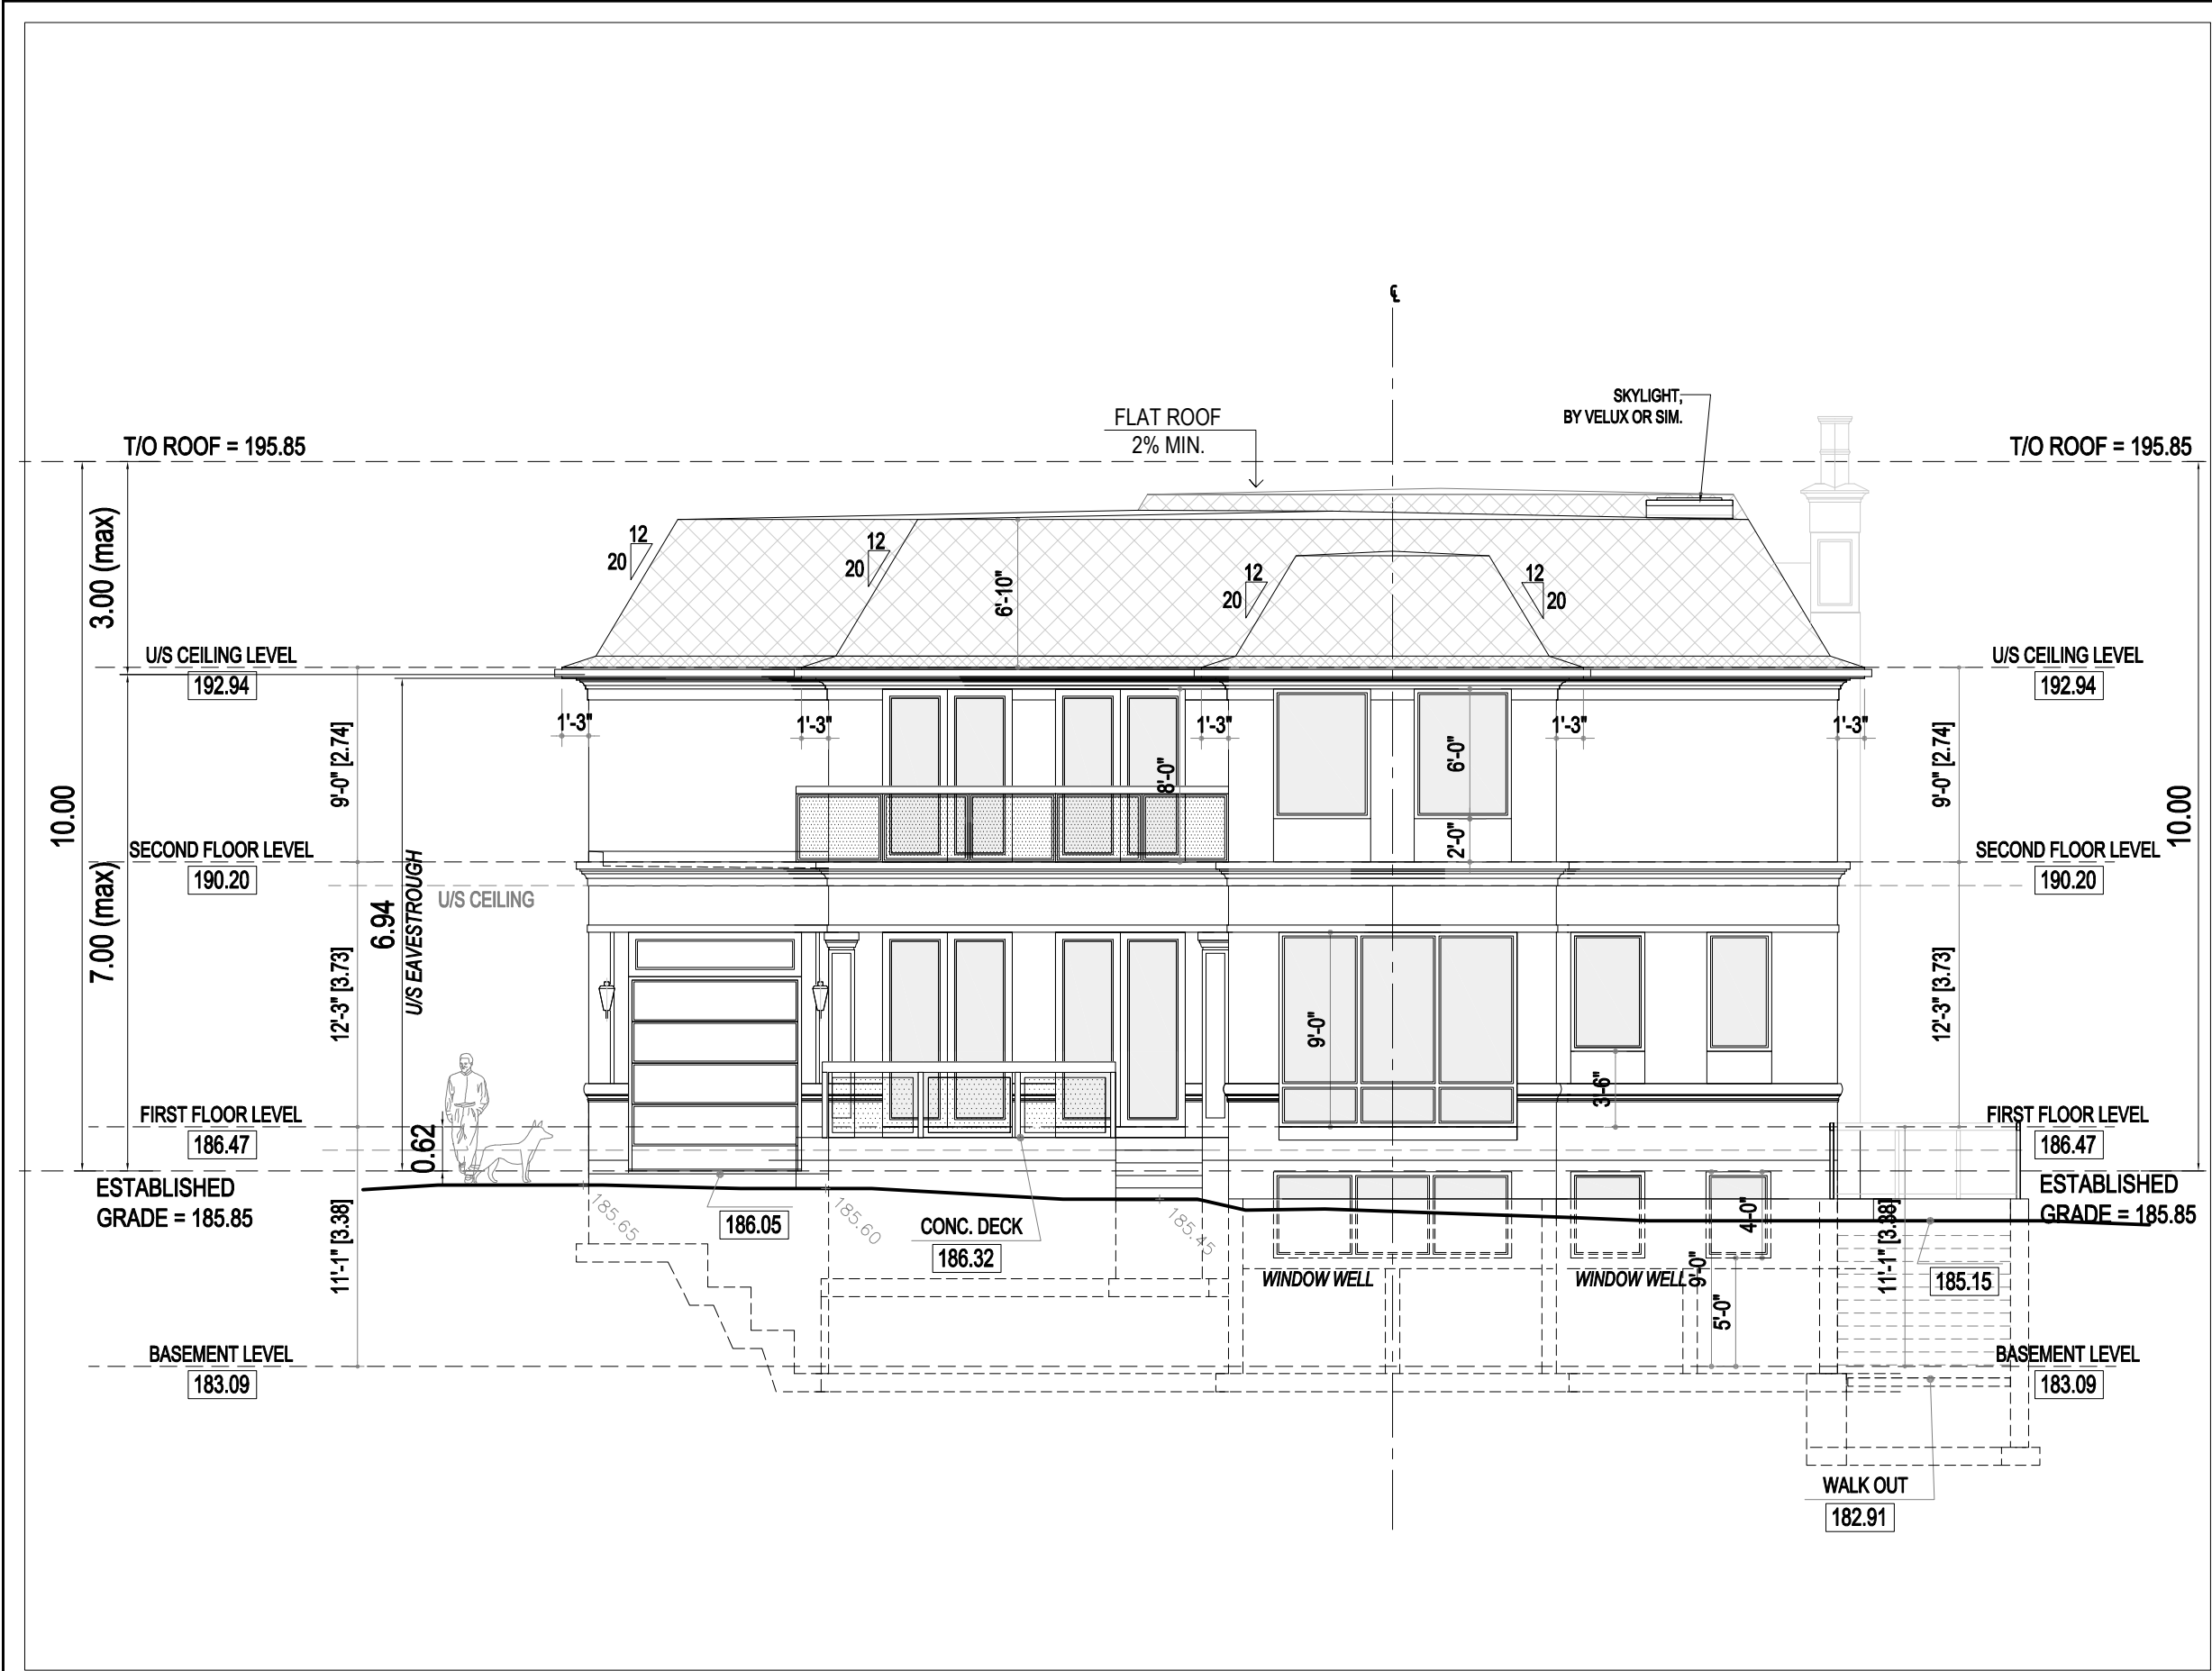 ℄
SKYLIGHT,
BY VELUX OR SIM.
FLAT ROOF
2% MIN.
T/O ROOF = 195.85
T/O ROOF = 195.85
3.00 (max)
12
20
12
20
12
20
12
20
6'-10"
U/S CEILING LEVEL
192.94
U/S CEILING LEVEL
192.94
1'-3"
1'-3"
1'-3"
1'-3"
1'-3"
9'-0" [2.74]
8'-0"
6'-0"
9'-0" [2.74]
10.00
10.00
2'-0"
SECOND FLOOR LEVEL
190.20
SECOND FLOOR LEVEL
190.20
U/S CEILING
7.00 (max)
6.94
U/S EAVESTROUGH
12'-3" [3.73]
9'-0"
12'-3" [3.73]
3'-6"
FIRST FLOOR LEVEL
186.47
FIRST FLOOR LEVEL
186.47
0.62
ESTABLISHED
GRADE = 185.85
ESTABLISHED
GRADE = 185.85
185.65
186.05
185.60
CONC. DECK
186.32
185.45
4'-0"
11'-1" [3.38]
11'-1" [3.38]
WINDOW WELL
WINDOW WELL
9'-0"
5'-0"
185.15
BASEMENT LEVEL
183.09
BASEMENT LEVEL
183.09
WALK OUT
182.91